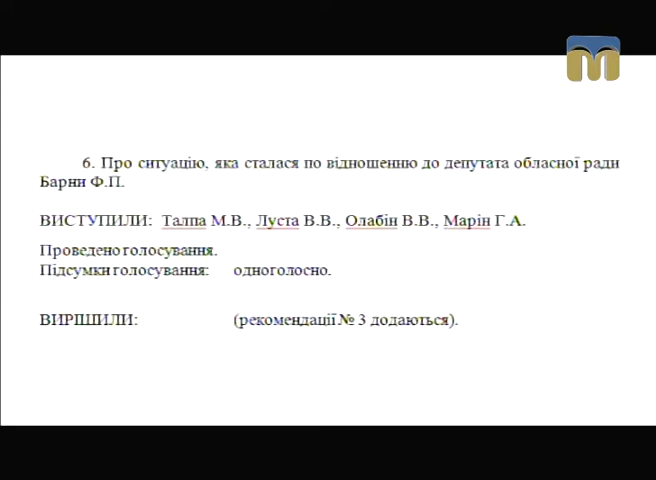 6. Про ситуацію, яка сталася по відношенню до депутата обласної ради
Барни Ф.П.
ВИСТУПИЛИ: Талпа М.В., Луста В.В., Олабін В.В., Марін Г.А.
Проведено голосування.
Підсумки голосування: одноголосно.
ВИРІШИЛИ: (рекомендації № 3 додаються).